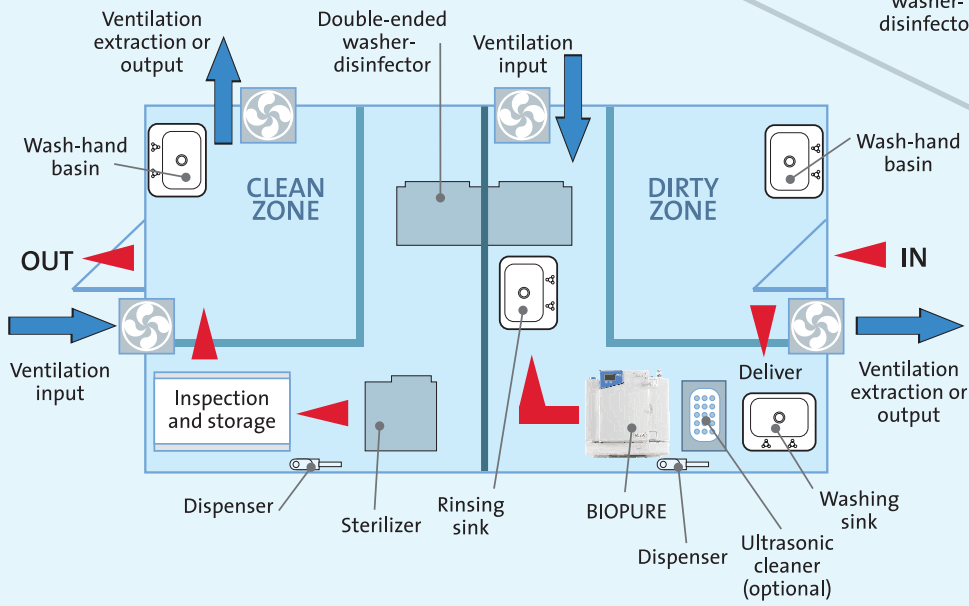 Ventilation
extraction or
output
Double-ended
washer-
disinfector
Ventilation
input
washer-
disinfecto
Wash-hand
basin
CLEAN
ZONE
DIRTY
ZONE
Wash-hand
basin
OUT
IN
Ventilation
input
Deliver
Ventilation
extraction or
output
Inspection
and storage
Dispenser
Sterilizer
Rinsing
sink
BIOPURE
Dispenser
Ultrasonic
cleaner
(optional)
Washing
sink